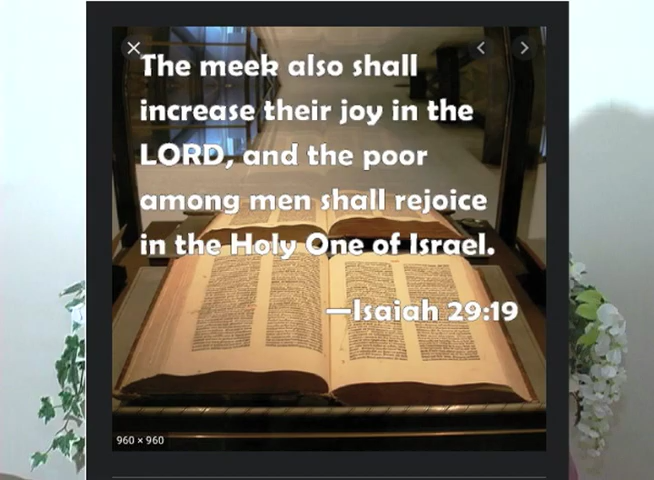 The meek also shall
increase their joy in the
LORD, and the poor
among men shall rejoice
in the Holy One of Israel.
—Isaiah 29:19
960 × 960